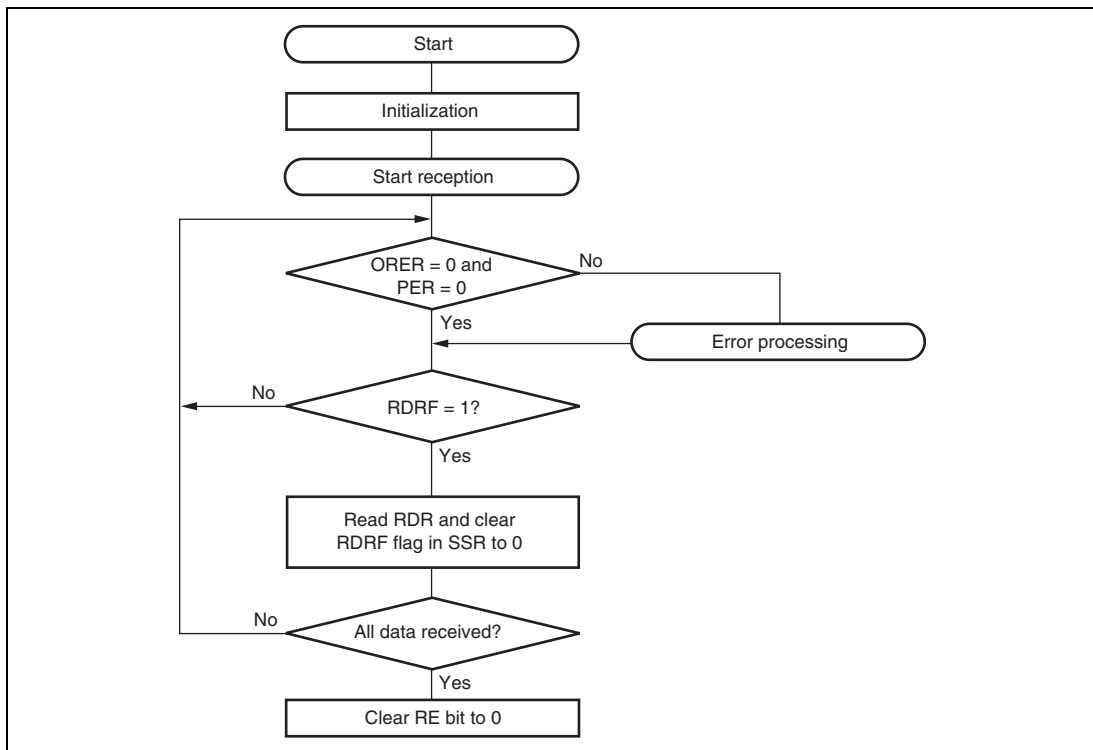 Start
Initialization
Start reception
ORER = 0 and
PER = 0
No
Yes
Error processing
No
RDRF = 1?
Yes
Read RDR and clear
RDRF flag in SSR to 0
No
All data received?
Yes
Clear RE bit to 0